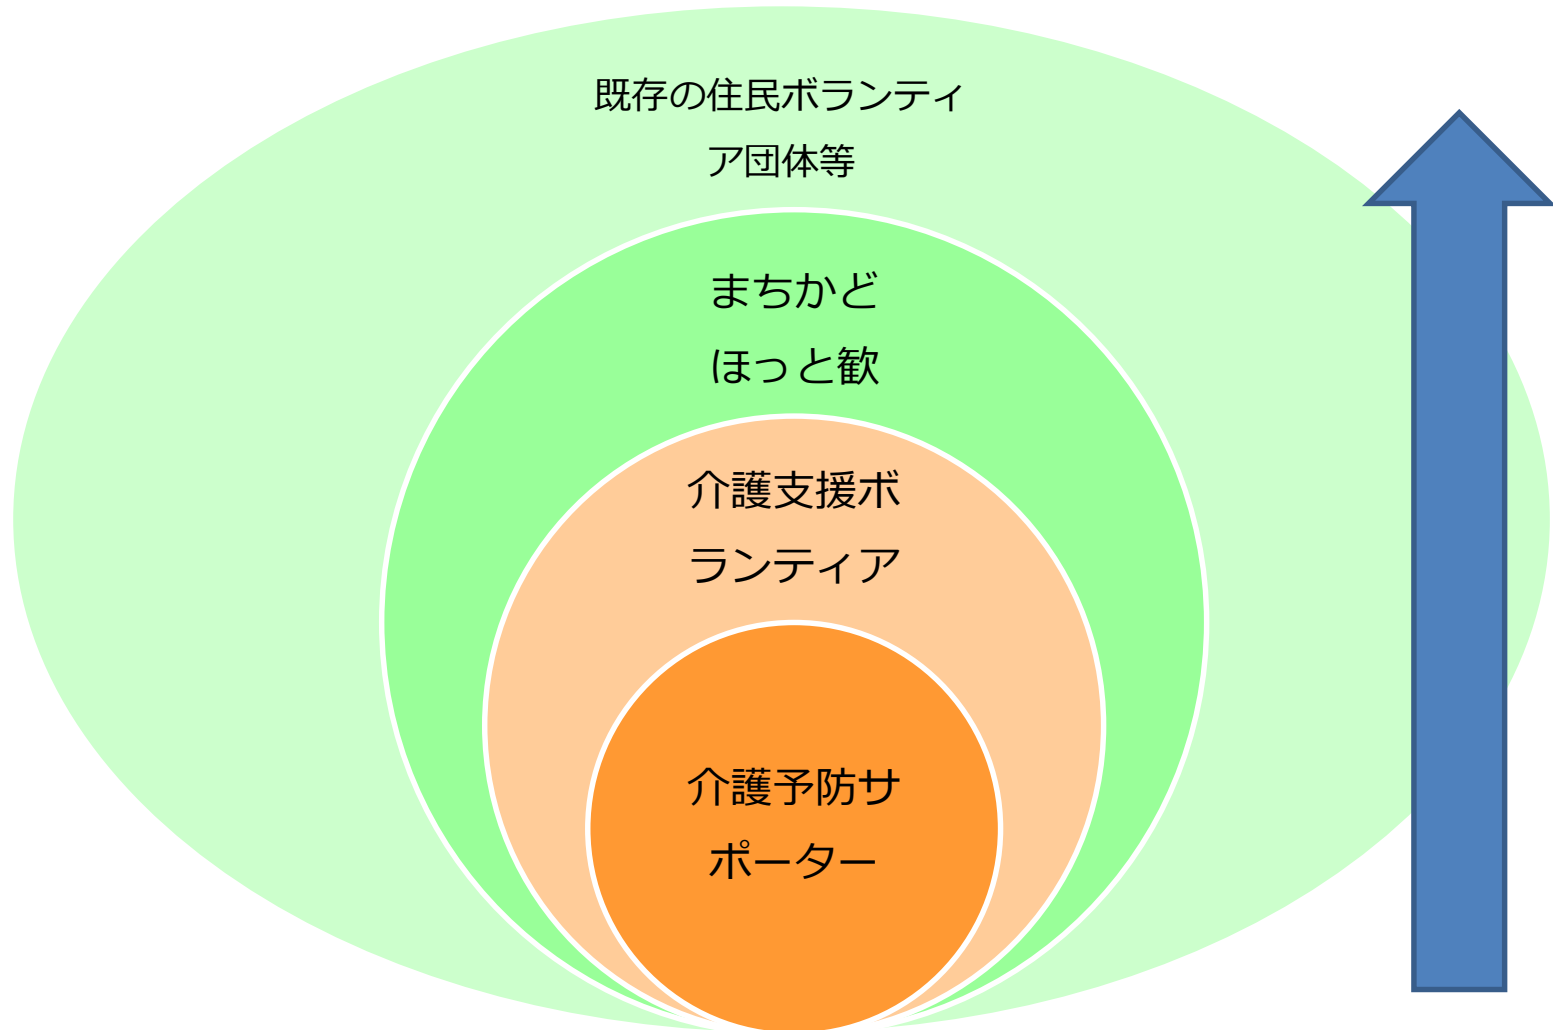 既存の住民ボランティ
ア団体等
まちかど
ほっと歓
介護支援ボ
ランティア
介護予防サ
ポーター